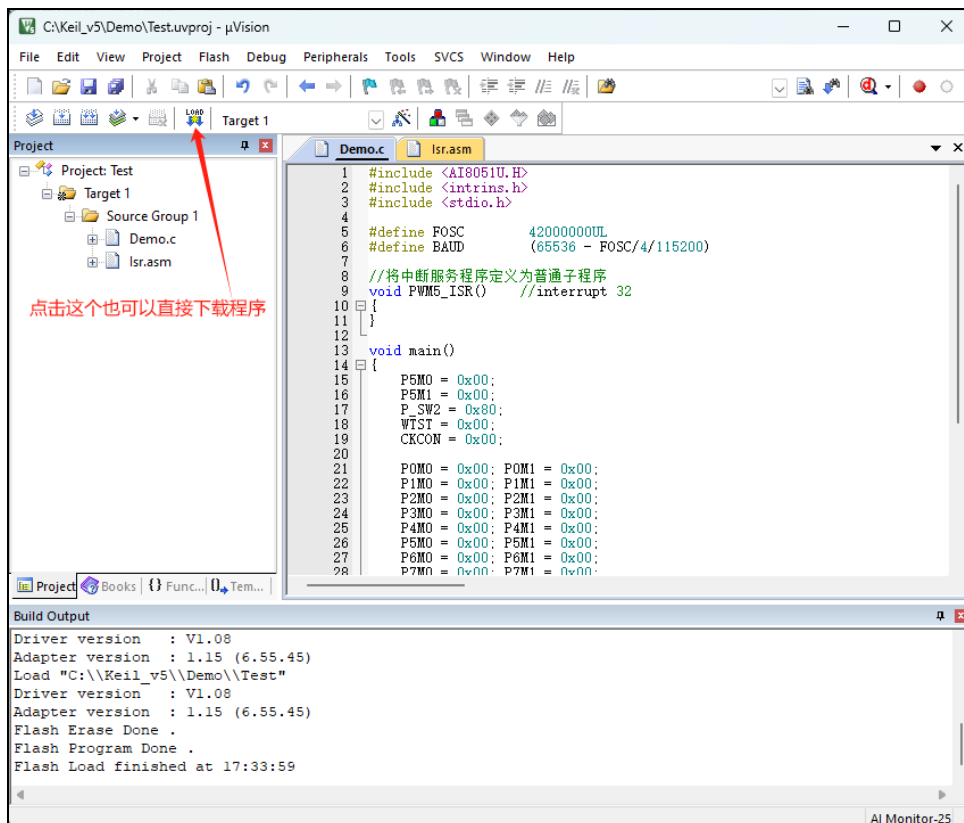 C:\Keil_v5\Demo\Test.uvproj - µVision
File Edit View Project Flash Debug Peripherals Tools SVCS Window Help
LOAD
Target 1
Project
Project: Test
Target 1
Source Group 1
Demo.c
Isr.asm
点击这个也可以直接下载程序
Project Books {} Func... Tem...
Demo.c Isr.asm
1 #include <AI8051U.H>
2 #include <intrins.h>
3 #include <stdio.h>
4
5 #define FOSC 42000000UL
6 #define BAUD (65536 - FOSC/4/115200)
7
8 //将中断服务程序定义为普通子程序
9 void PWM5_ISR() //interrupt 32
10 {
11 }
12
13 void main()
14 {
15 P5M0 = 0x00;
16 P5M1 = 0x00;
17 P_SW2 = 0x80;
18 WTST = 0x00;
19 CKCON = 0x00;
20
21 P0M0 = 0x00; P0M1 = 0x00;
22 P1M0 = 0x00; P1M1 = 0x00;
23 P2M0 = 0x00; P2M1 = 0x00;
24 P3M0 = 0x00; P3M1 = 0x00;
25 P4M0 = 0x00; P4M1 = 0x00;
26 P5M0 = 0x00; P5M1 = 0x00;
27 P6M0 = 0x00; P6M1 = 0x00;
28 P7M0 = 0x00; P7M1 = 0x00;
Build Output
Driver version : V1.08
Adapter version : 1.15 (6.55.45)
Load "C:\\Keil_v5\\Demo\\Test"
Driver version : V1.08
Adapter version : 1.15 (6.55.45)
Flash Erase Done .
Flash Program Done .
Flash Load finished at 17:33:59
AI Monitor-25